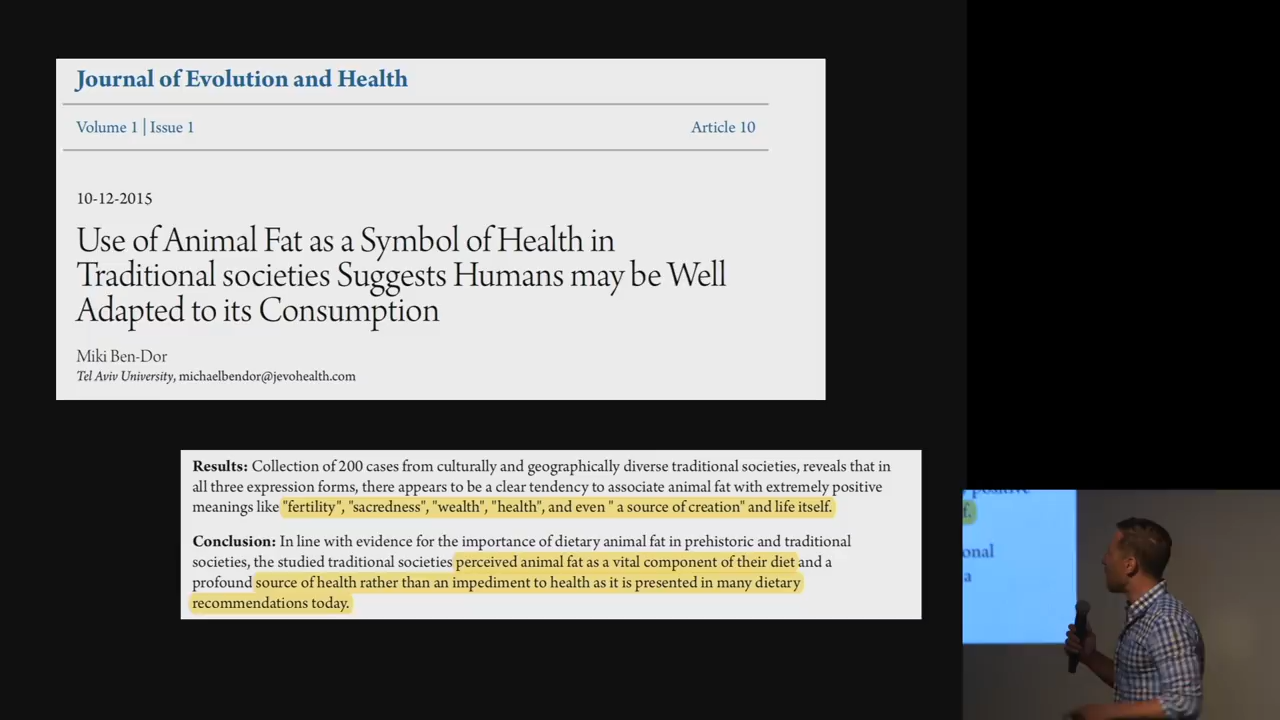 Journal of Evolution and Health
Volume 1 | Issue 1
Article 10
10-12-2015
Use of Animal Fat as a Symbol of Health in
Traditional societies Suggests Humans may be Well
Adapted to its Consumption
Miki Ben-Dor
Tel Aviv University, michaelbendor@jevohealth.com
Results: Collection of 200 cases from culturally and geographically diverse traditional societies, reveals that in
all three expression forms, there appears to be a clear tendency to associate animal fat with extremely positive
meanings like "fertility", "sacredness", "wealth", "health", and even " a source of creation" and life itself.
Conclusion: In line with evidence for the importance of dietary animal fat in prehistoric and traditional
societies, the studied traditional societies perceived animal fat as a vital component of their diet and a
profound source of health rather than an impediment to health as it is presented in many dietary
recommendations today.
positive
f.
onal
a